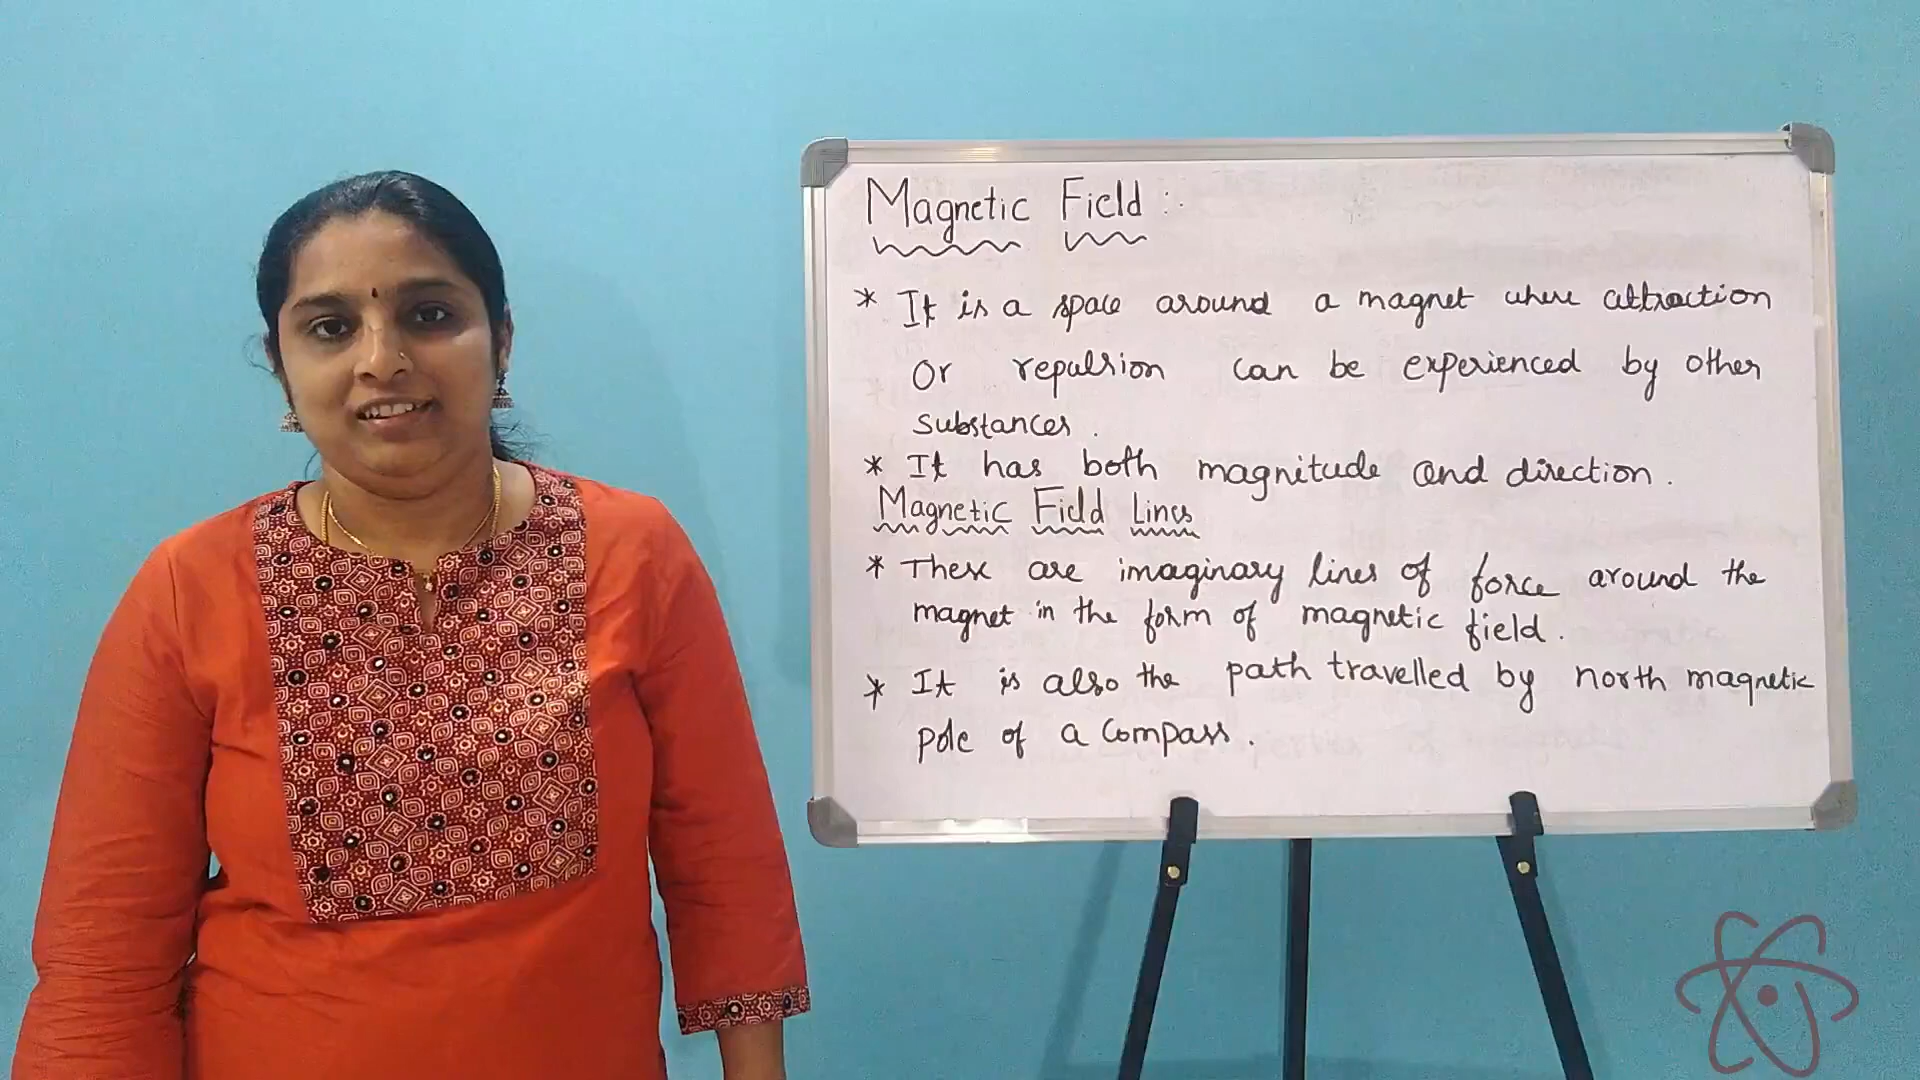 Magnetic Field :-
* It is a space around a magnet where attraction
Or repulsion can be experienced by other
substances.
* It has both magnitude and direction.
Magnetic Field Lines
* These are imaginary lines of force around the
magnet in the form of magnetic field.
* It is also the path travelled by north magnetic
pole of a compass.